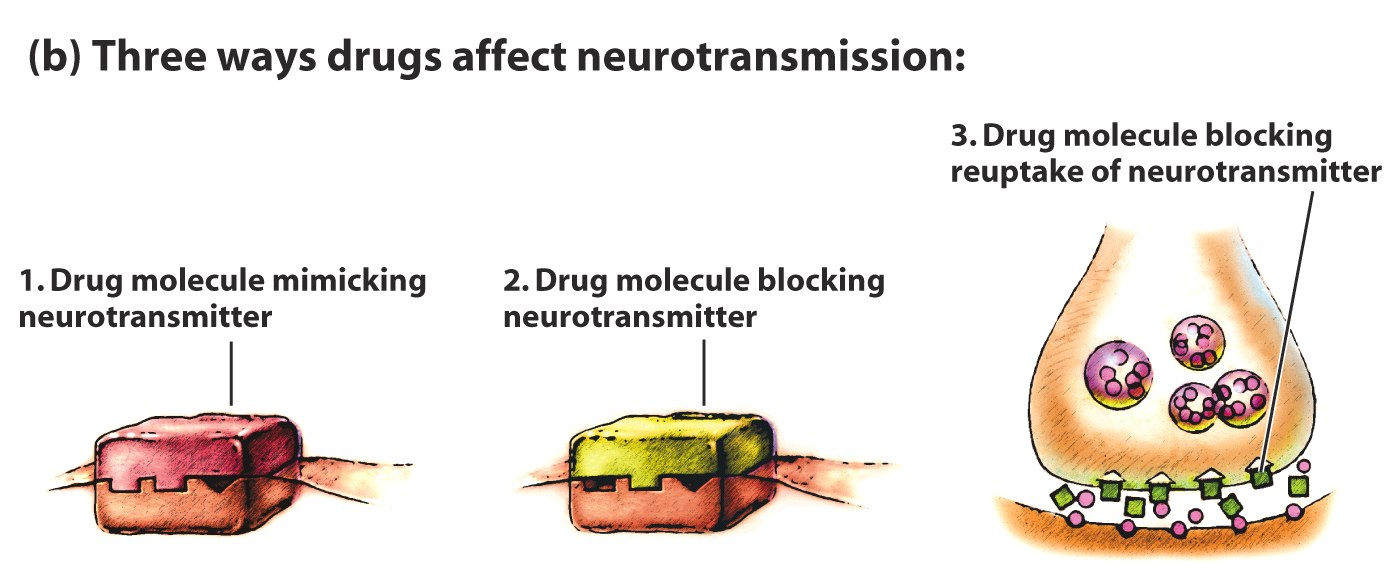 (b) Three ways drugs affect neurotransmission:
1. Drug molecule mimicking
neurotransmitter
2. Drug molecule blocking
neurotransmitter
3. Drug molecule blocking
reuptake of neurotransmitter